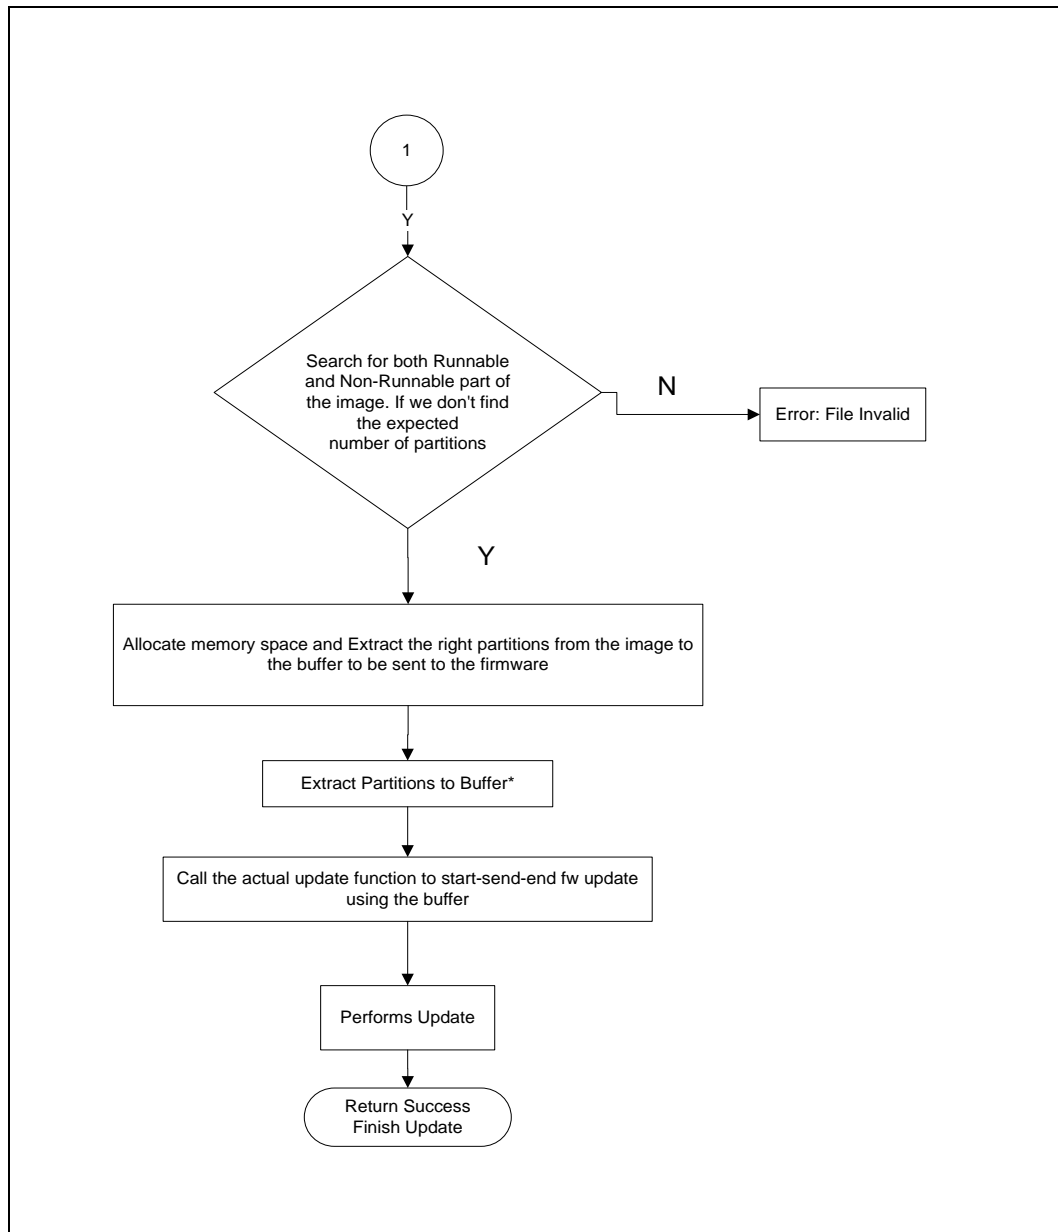 1
Y
Search for both Runnable
and Non-Runnable part of
the image. If we don't find
the expected
number of partitions
N
Error: File Invalid
Y
Allocate memory space and Extract the right partitions from the image to
the buffer to be sent to the firmware
Extract Partitions to Buffer*
Call the actual update function to start-send-end fw update
using the buffer
Performs Update
Return Success
Finish Update